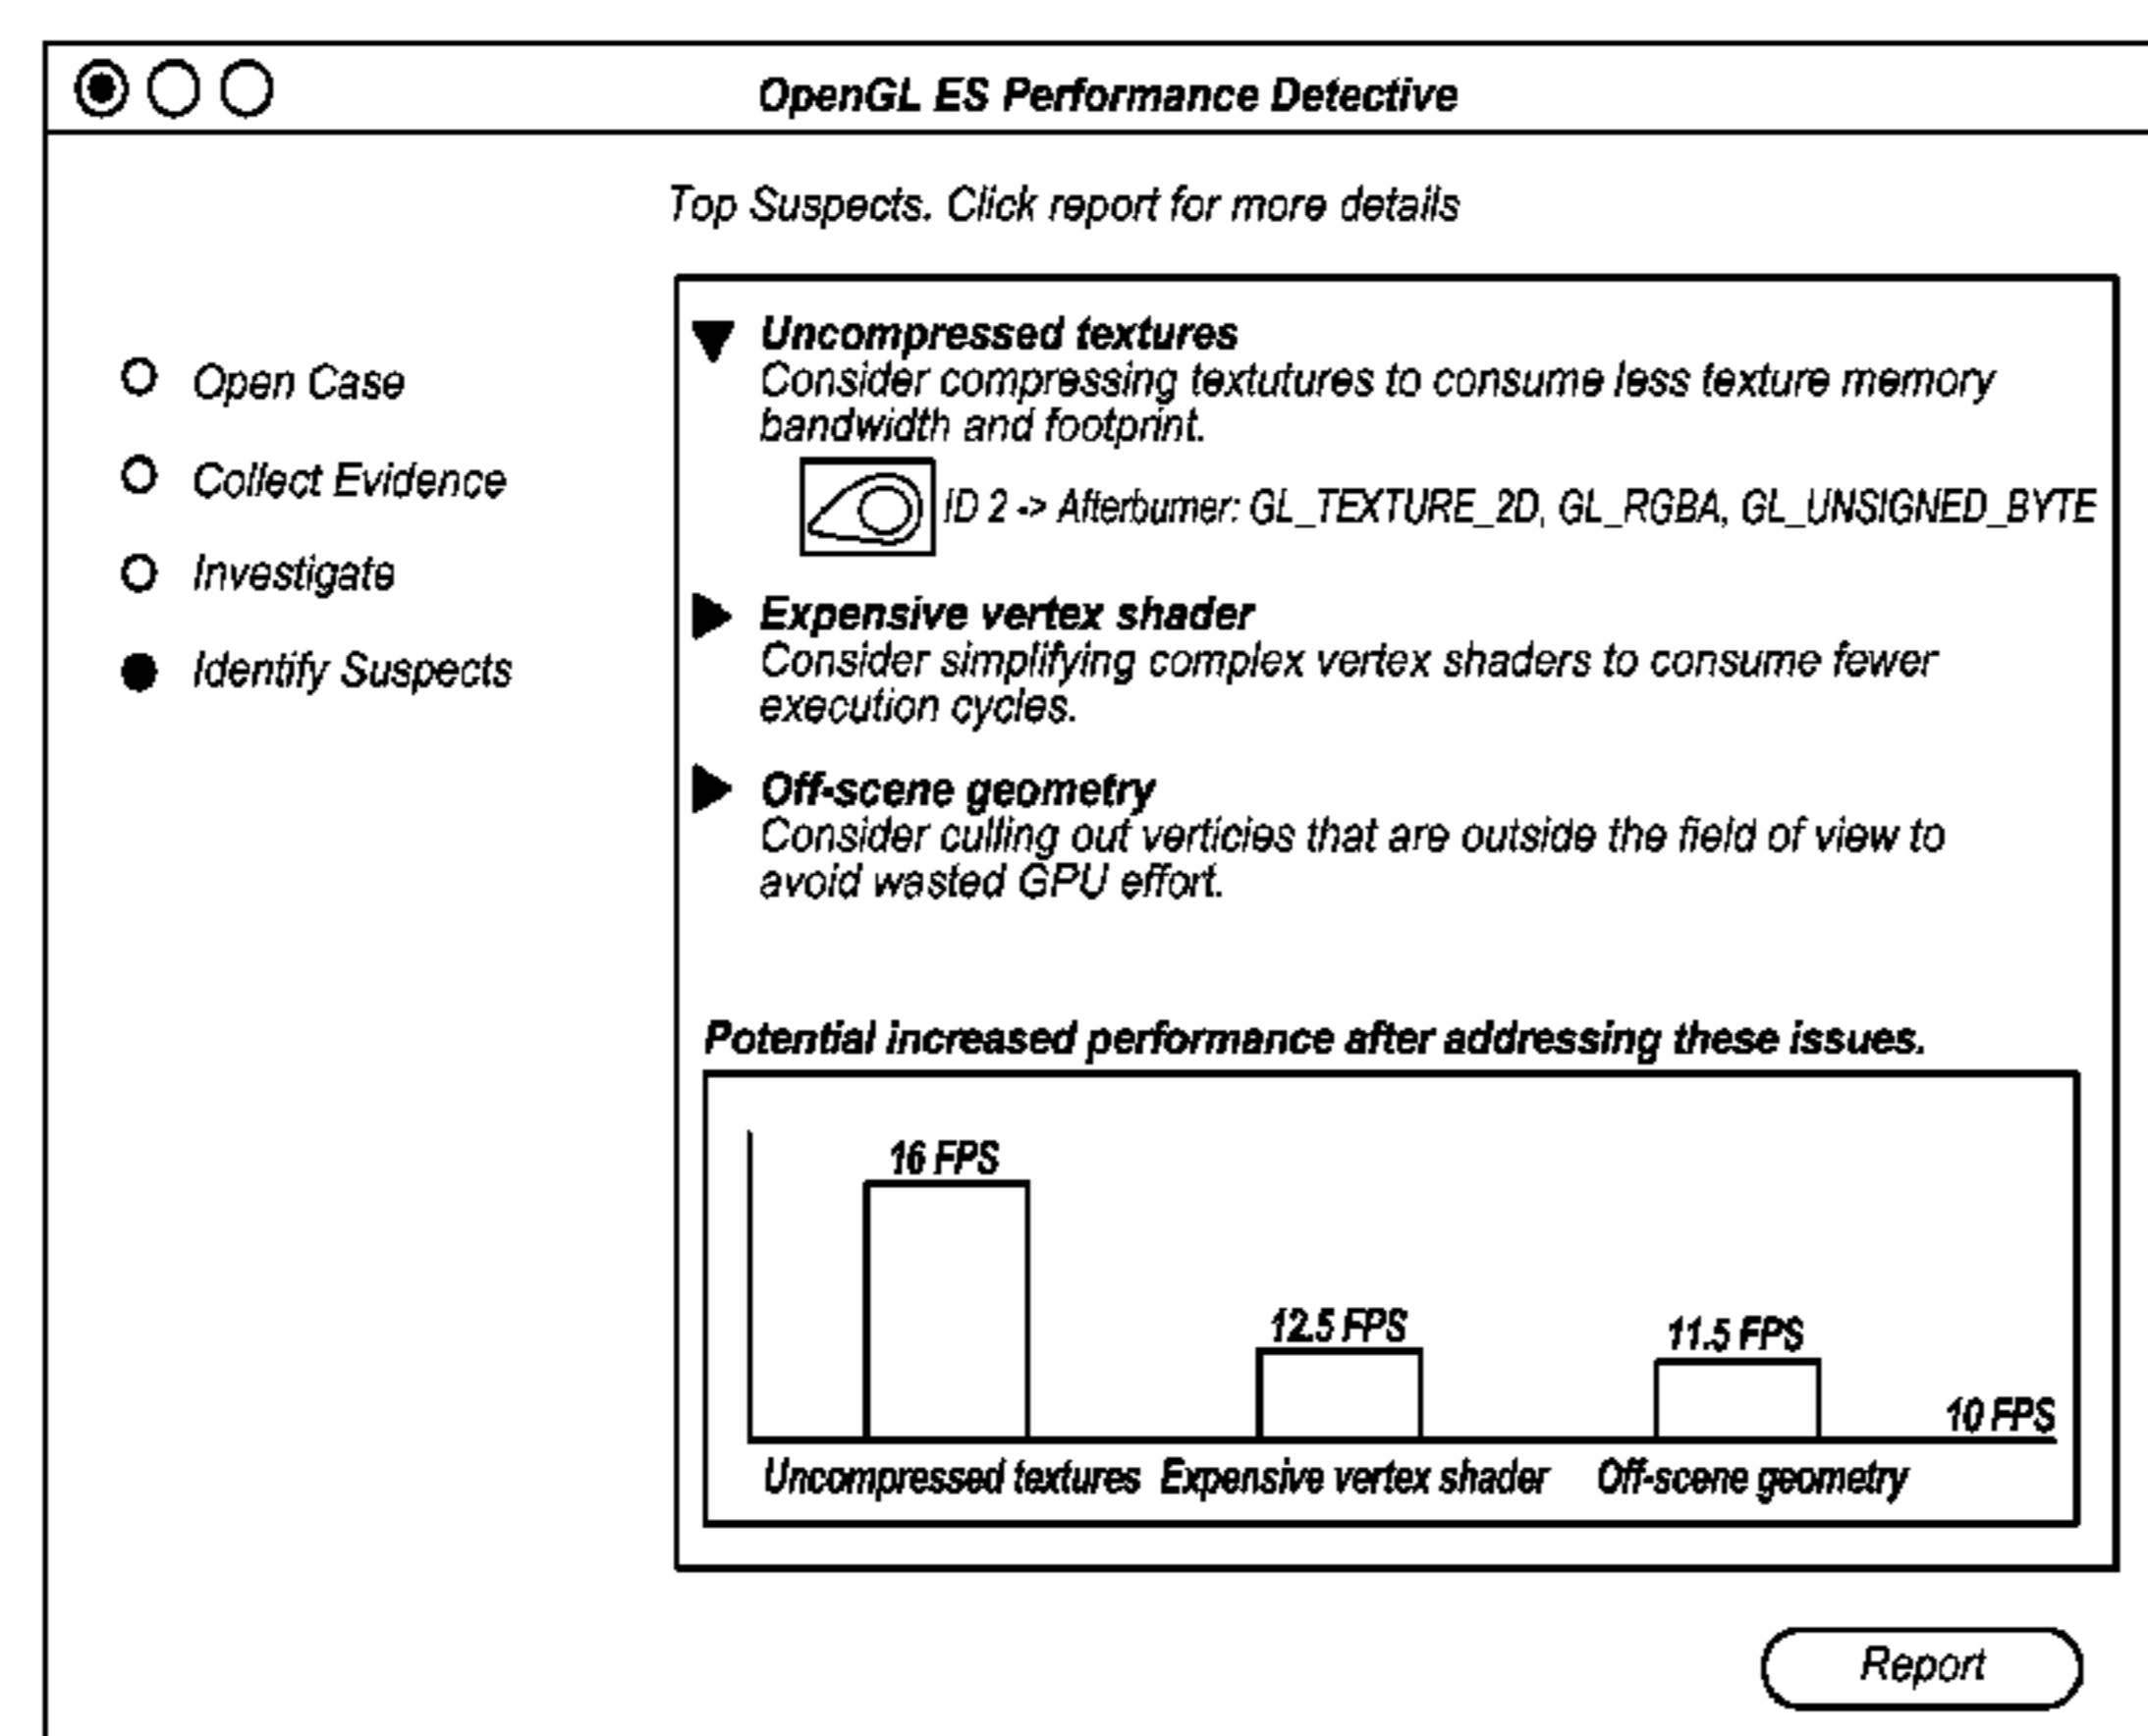 OpenGL ES Performance Detective
Top Suspects. Click report for more details
Open Case
Collect Evidence
Investigate
Identify Suspects
Uncompressed textures
Consider compressing textutures to consume less texture memory
bandwidth and footprint.
ID 2 -> Afterburner: GL_TEXTURE_2D, GL_RGBA, GL_UNSIGNED_BYTE
Expensive vertex shader
Consider simplifying complex vertex shaders to consume fewer
execution cycles.
Off-scene geometry
Consider culling out verticies that are outside the field of view to
avoid wasted GPU effort.
Potential increased performance after addressing these issues.
16 FPS
12.5 FPS
11.5 FPS
10 FPS
Uncompressed textures Expensive vertex shader Off-scene geometry
Report